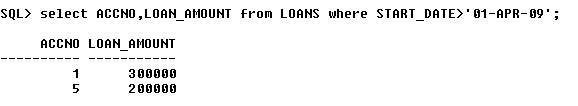 SQL> select ACCNO,LOAN_AMOUNT from LOANS where START_DATE>'01-APR-09';
ACCNO LOAN_AMOUNT
---------- -----------
1 300000
5 200000